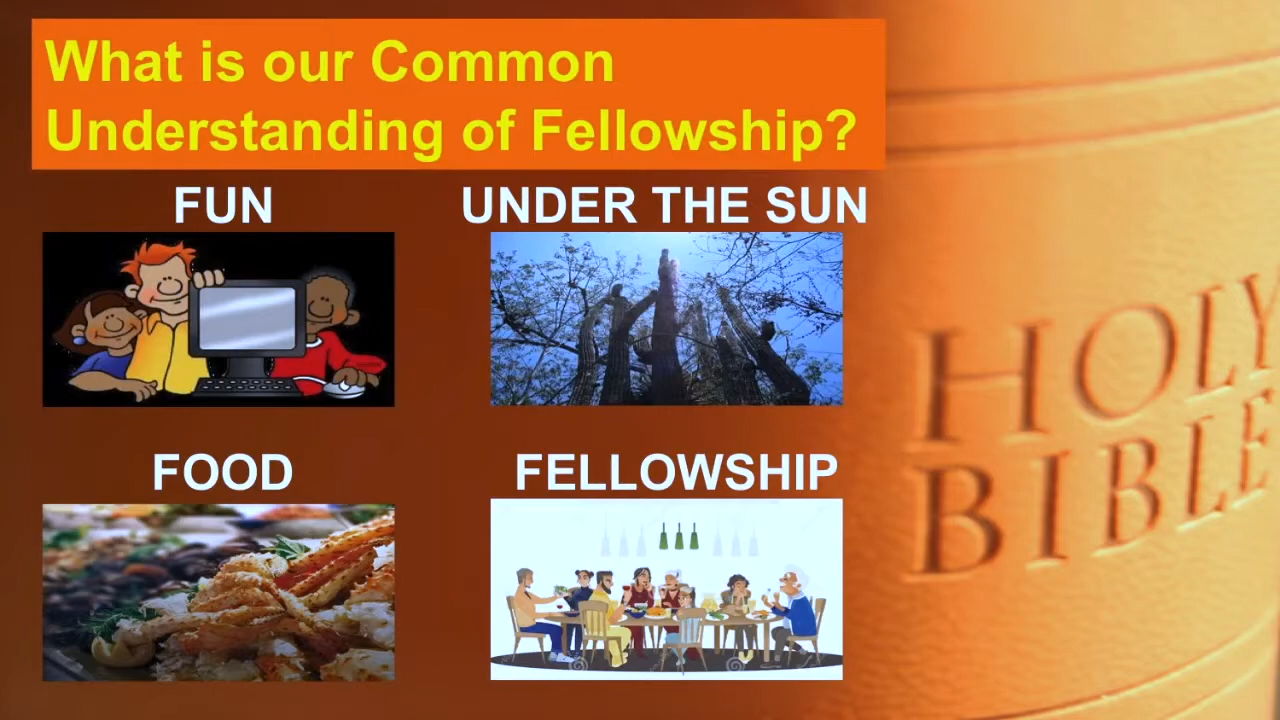 What is our Common
Understanding of Fellowship?
FUN
UNDER THE SUN
FOOD
FELLOWSHIP
HOLY
BIBLE